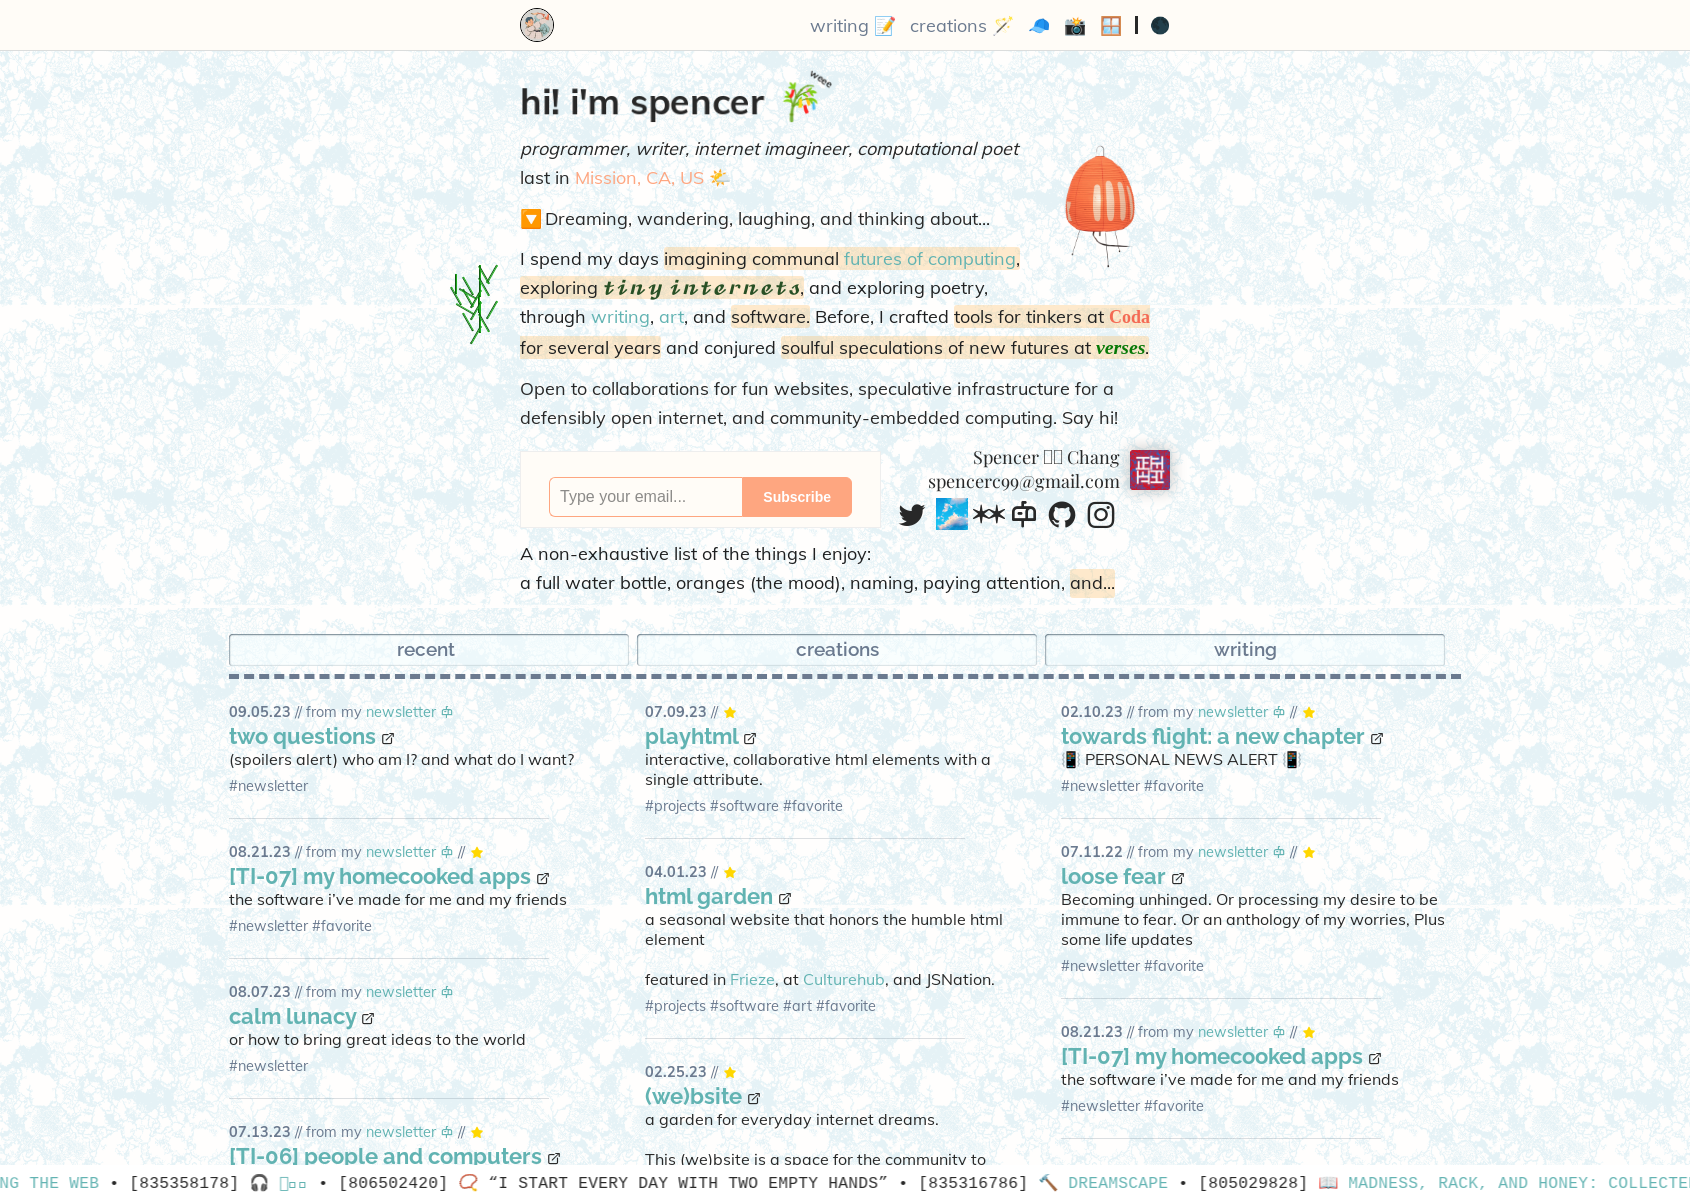 writing 📝 creations 🪄 🧢 📸 🪟 | 🌑
hi! i'm spencer 🎋
weee
programmer, writer, internet imagineer, computational poet
last in Mission, CA, US 🌤️
🔽 Dreaming, wandering, laughing, and thinking about...
I spend my days imagining communal futures of computing,
exploring tiny internets, and exploring poetry,
through writing, art, and software. Before, I crafted tools for tinkers at Coda
for several years and conjured soulful speculations of new futures at verses.
Open to collaborations for fun websites, speculative infrastructure for a
defensibly open internet, and community-embedded computing. Say hi!
Type your email...
Subscribe
Spencer Chang
spencerc99@gmail.com
A non-exhaustive list of the things I enjoy:
a full water bottle, oranges (the mood), naming, paying attention, and...
recent
creations
writing
09.05.23 // from my newsletter
two questions
(spoilers alert) who am I? and what do I want?
#newsletter
08.21.23 // from my newsletter // ⭐
[TI-07] my homecooked apps
the software i've made for me and my friends
#newsletter #favorite
08.07.23 // from my newsletter
calm lunacy
or how to bring great ideas to the world
#newsletter
07.13.23 // from my newsletter // ⭐
[TI-06] people and computers
07.09.23 // ⭐
playhtml
interactive, collaborative html elements with a
single attribute.
#projects #software #favorite
04.01.23 // ⭐
html garden
a seasonal website that honors the humble html
element
featured in Frieze, at Culturehub, and JSNation.
#projects #software #art #favorite
02.25.23 // ⭐
(we)bsite
a garden for everyday internet dreams.
This (we)bsite is a space for the community to
02.10.23 // from my newsletter // ⭐
towards flight: a new chapter
📳 PERSONAL NEWS ALERT 📳
#newsletter #favorite
07.11.22 // from my newsletter // ⭐
loose fear
Becoming unhinged. Or processing my desire to be
immune to fear. Or an anthology of my worries, Plus
some life updates
#newsletter #favorite
08.21.23 // from my newsletter // ⭐
[TI-07] my homecooked apps
the software i've made for me and my friends
#newsletter #favorite
NG THE WEB • [835358178] 🎧 • [806502420] 📿 “I START EVERY DAY WITH TWO EMPTY HANDS” • [835316786] 🔨 DREAMSCAPE • [805029828] 📖 MADNESS, RACK, AND HONEY: COLLECTE